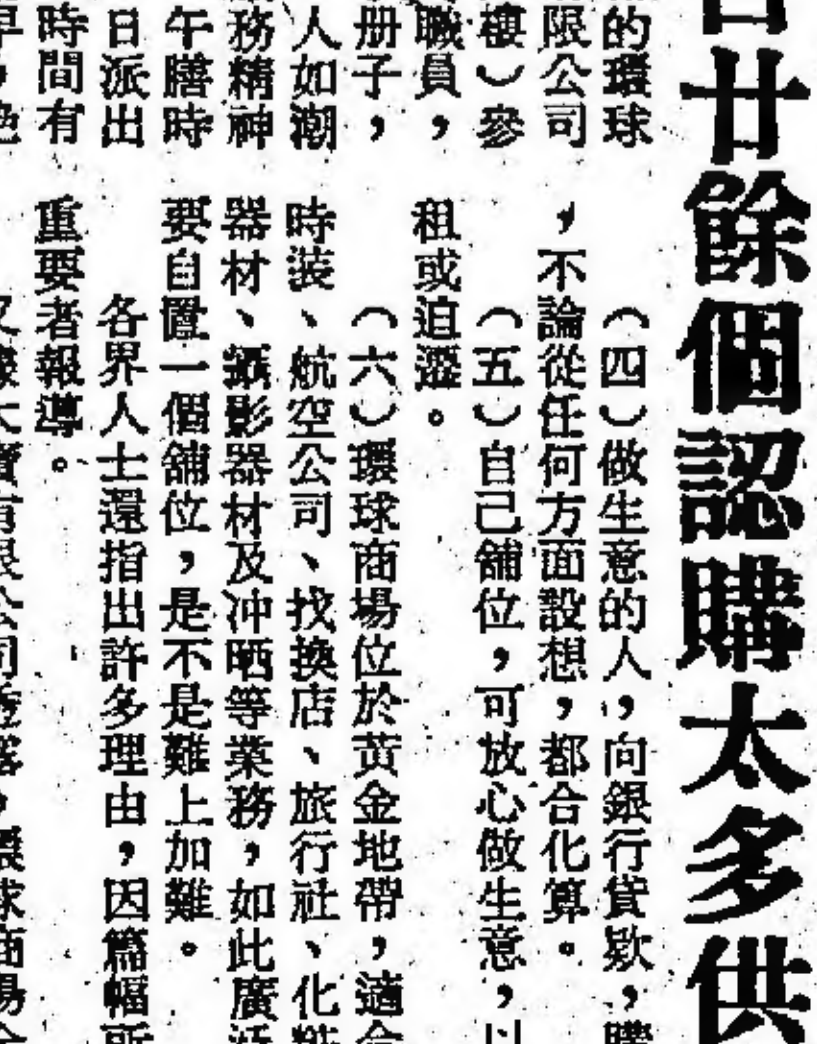 廿餘個認購太多供
的環球
限公司
樓）參
職員，
册子，
人如潮
務精神
午膳時
日派出
時間有
（四）做生意的人，向銀行貸欵，購
，不論從任何方面設想，都合化算。
（五）自己舖位，可放心做生意，以
租或迫遷。
（六）環球商場位於黃金地帶，適合
時裝、航空公司、找換店、旅行社、化粧
器材、攝影器材及冲晒等業務，如此廣泛
要自置一個舖位，是不是難上加難。
各界人士還指出許多理由，因篇幅所
重要者報導。